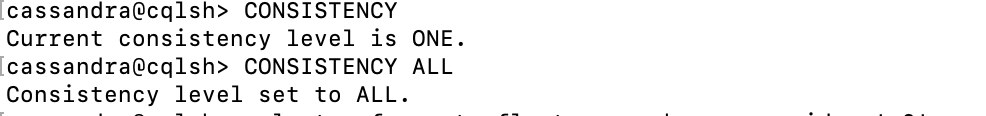 [cassandra@cqlsh> CONSISTENCY
Current consistency level is ONE.
[cassandra@cqlsh> CONSISTENCY ALL
Consistency level set to ALL.